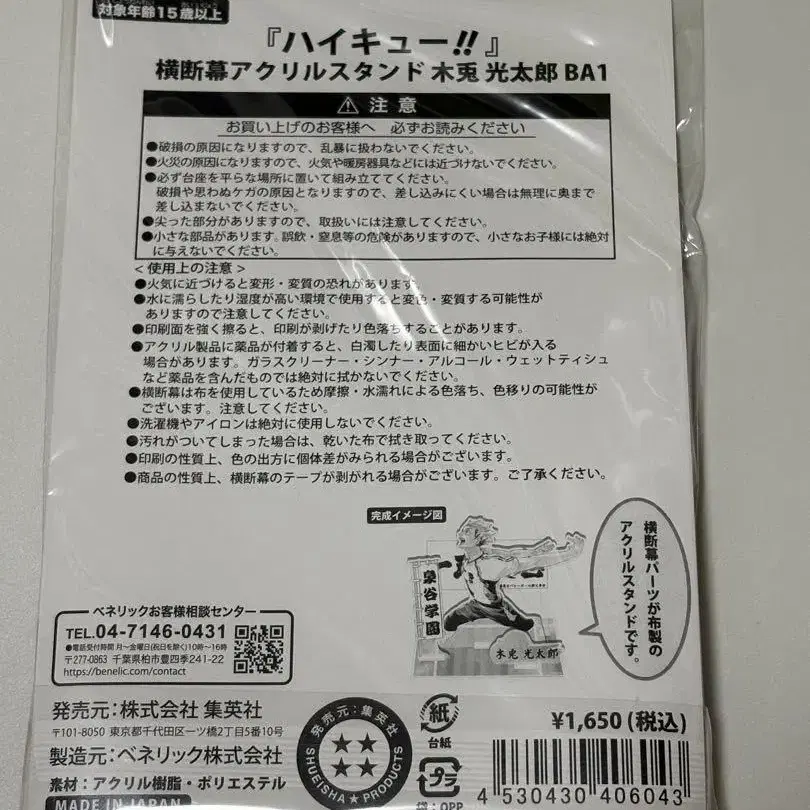 対象年齢15歳以上
『ハイキュー!!』
横断幕アクリルスタンド 木兎 光太郎 BA1
⚠ 注意
お買い上げのお客様へ 必ずお読みください
●破損の原因になりますので、乱暴に扱わないでください。
●火災の原因になりますので、火気や暖房器具などには近づけないでください。
●必ず台座を平らな場所に置いて組み立ててください。
破損や思わぬケガの原因となりますので、差し込みにくい場合は無理に奥まで
差し込まないでください。
●尖った部分がありますので、取扱いには注意してください。
●小さな部品があります。誤飲・窒息等の危険がありますので、小さなお子様には絶対
に与えないでください。
<使用上の注意>
●火気に近づけると変形・変質の恐れがあります。
●水に濡らしたり湿度が高い環境で使用すると変色・変質する可能性が
ありますので注意してください。
●印刷面を強く擦ると、印刷が剥げたり色落ちすることがあります。
●アクリル製品に薬品が付着すると、白濁したり表面に細かいヒビが入る
場合があります。ガラスクリーナー・シンナー・アルコール・ウェットティシュ
など薬品を含んだものでは絶対に拭かないでください。
●横断幕は布を使用しているため摩擦・水濡れによる色落ち、色移りの可能性が
ございます。注意してください。
●洗濯機やアイロンは絶対に使用しないでください。
●汚れがついてしまった場合は、乾いた布で拭き取ってください。
●印刷の性質上、色の出方に個体差がみられる場合がございます。
●商品の性質上、横断幕のテープが剥がれる場合がございます。ご了承ください。
完成イメージ図
横断幕パーツが布製の
アクリルスタンドです。
梟谷学園
木兎 光太郎
ベネリックお客様相談センター
TEL.04-7146-0431
●電話受付時間 月〜金曜日(祝日を除く)10時〜16時
〒277-0863 千葉県柏市豊四季241-22
https://benelic.com/contact
発売元:株式会社 集英社
〒101-8050 東京都千代田区一ツ橋2丁目5番10号
製造元:ベネリック株式会社
素材:アクリル樹脂・ポリエステル
MADE IN JAPAN
発売元:集英社
SHUEISHA★PRODUCTS
紙
台紙
プラ
袋:OPP
¥1,650(税込)
4 530430 406043